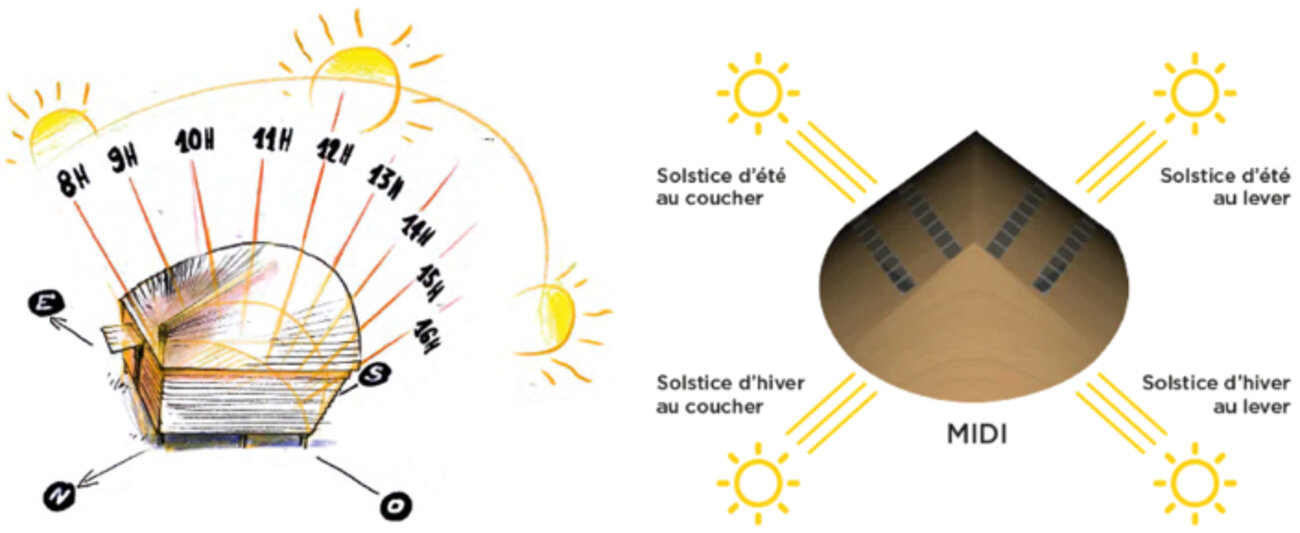 8H
9H
10H
11H
12H
13H
14H
15H
16H
E
S
N
O
Solstice d'été
au coucher
Solstice d'été
au lever
Solstice d'hiver
au coucher
Solstice d'hiver
au lever
MIDI